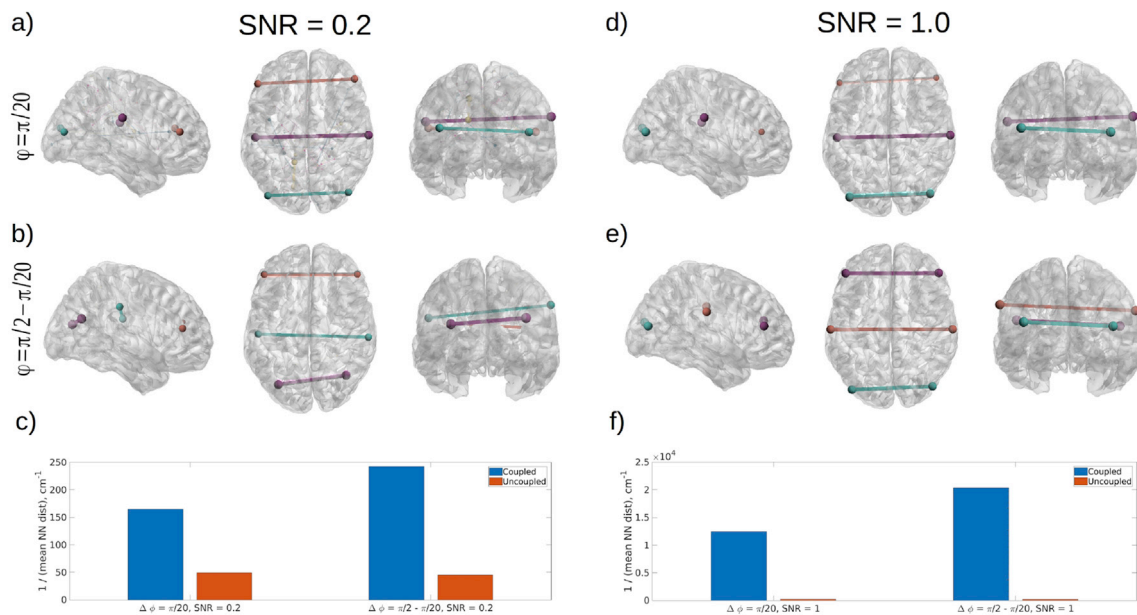 a)
SNR = 0.2
d)
SNR = 1.0
φ=π/20
b)
e)
φ=π/2−π/20
c)
f)
250
200
150
100
50
0
1 / (mean NN dist), cm⁻¹
Coupled
Uncoupled
Δ ϕ = π/20, SNR = 0.2
Δ ϕ = π/2 - π/20, SNR = 0.2
×10⁴
2.5
2
1.5
1
0.5
0
1 / (mean NN dist), cm⁻¹
Coupled
Uncoupled
Δ ϕ = π/20, SNR = 1
Δ ϕ = π/2 - π/20, SNR = 1